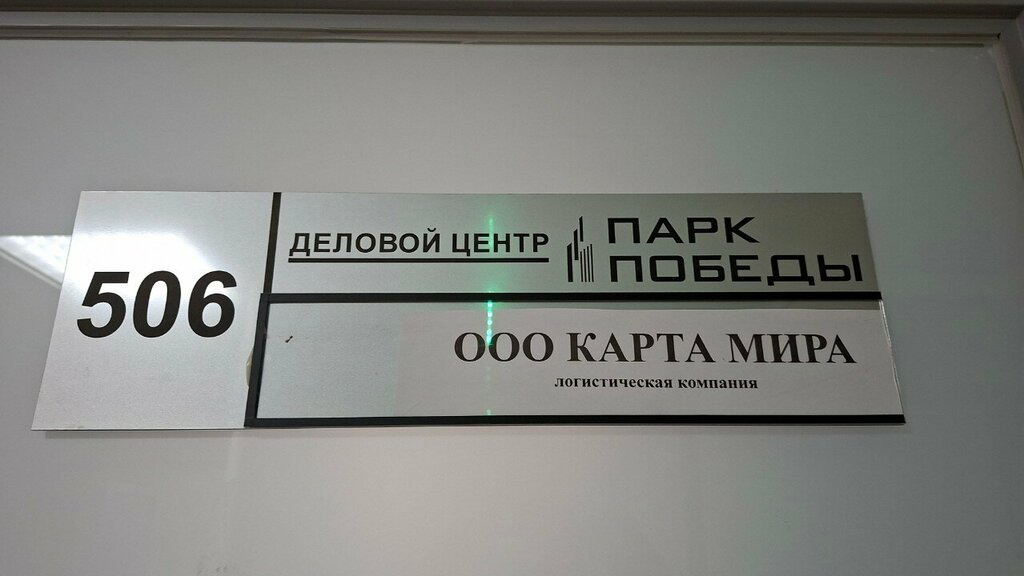 506
ДЕЛОВОЙ ЦЕНТР
ПАРК
ПОБЕДЫ
ООО КАРТА МИРА
логистическая компания